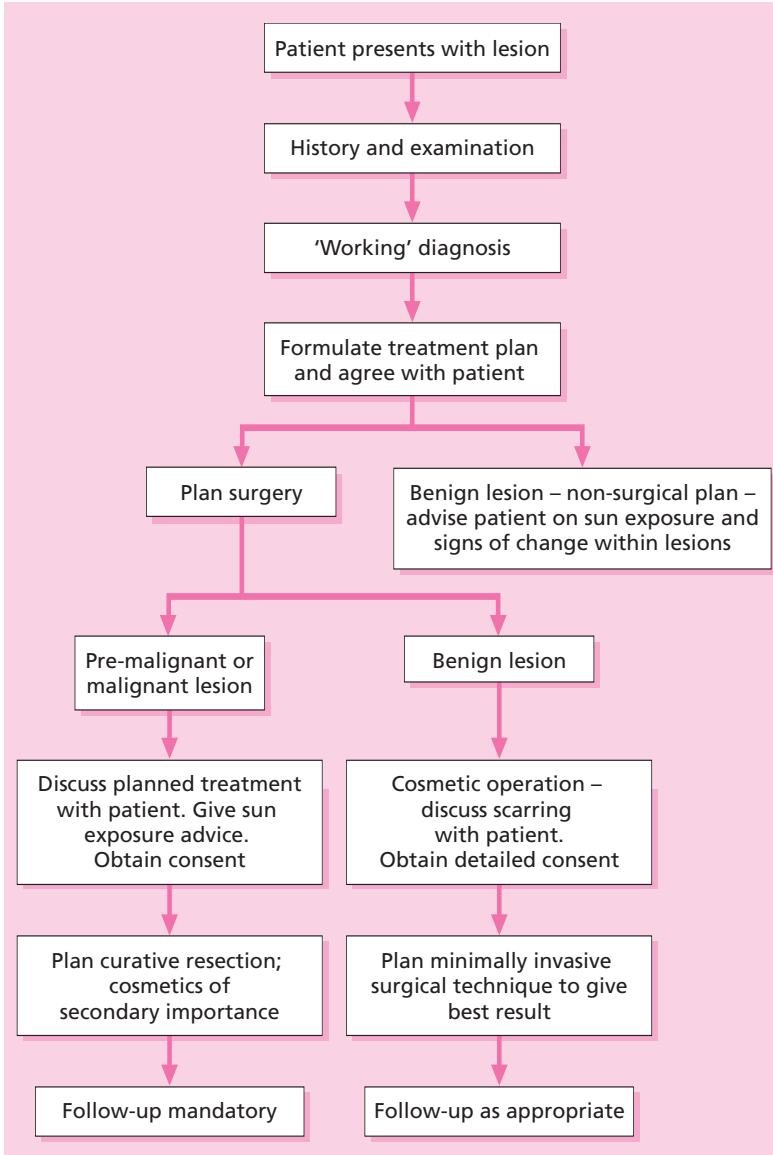 Patient presents with lesion
History and examination
‘Working’ diagnosis
Formulate treatment plan
and agree with patient
Plan surgery
Benign lesion – non-surgical plan –
advise patient on sun exposure and
signs of change within lesions
Pre-malignant or
malignant lesion
Benign lesion
Discuss planned treatment
with patient. Give sun
exposure advice.
Obtain consent
Cosmetic operation –
discuss scarring
with patient.
Obtain detailed consent
Plan curative resection;
cosmetics of
secondary importance
Plan minimally invasive
surgical technique to give
best result
Follow-up mandatory
Follow-up as appropriate